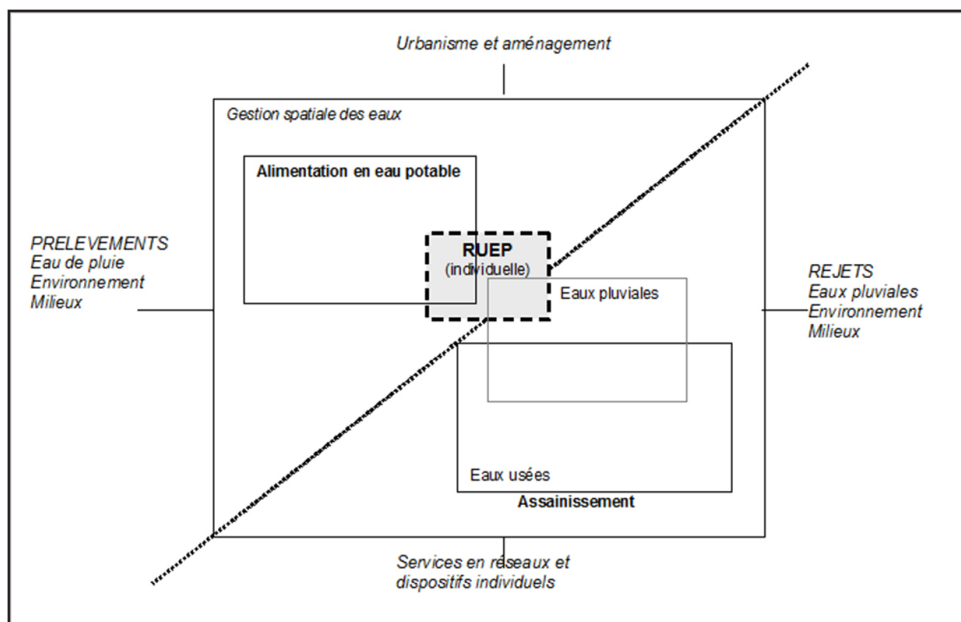 Urbanisme et aménagement
Gestion spatiale des eaux
Alimentation en eau potable
PRELEVEMENTS
Eau de pluie
Environnement
Milieux
RUEP
(individuelle)
Eaux pluviales
REJETS
Eaux pluviales
Environnement
Milieux
Eaux usées
Assainissement
Services en réseaux et
dispositifs individuels